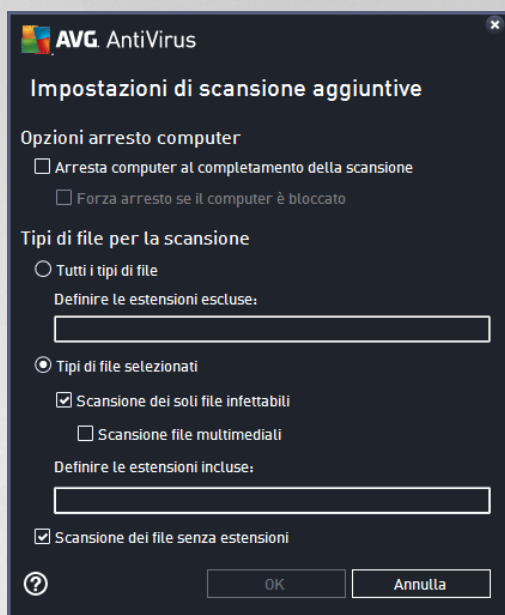 AVG. AntiVirus
Impostazioni di scansione aggiuntive
Opzioni arresto computer
Arresta computer al completamento della scansione
Forza arresto se il computer è bloccato
Tipi di file per la scansione
Tutti i tipi di file
Definire le estensioni escluse:
Tipi di file selezionati
Scansione dei soli file infettabili
Scansione file multimediali
Definire le estensioni incluse:
Scansione dei file senza estensioni
OK
Annulla